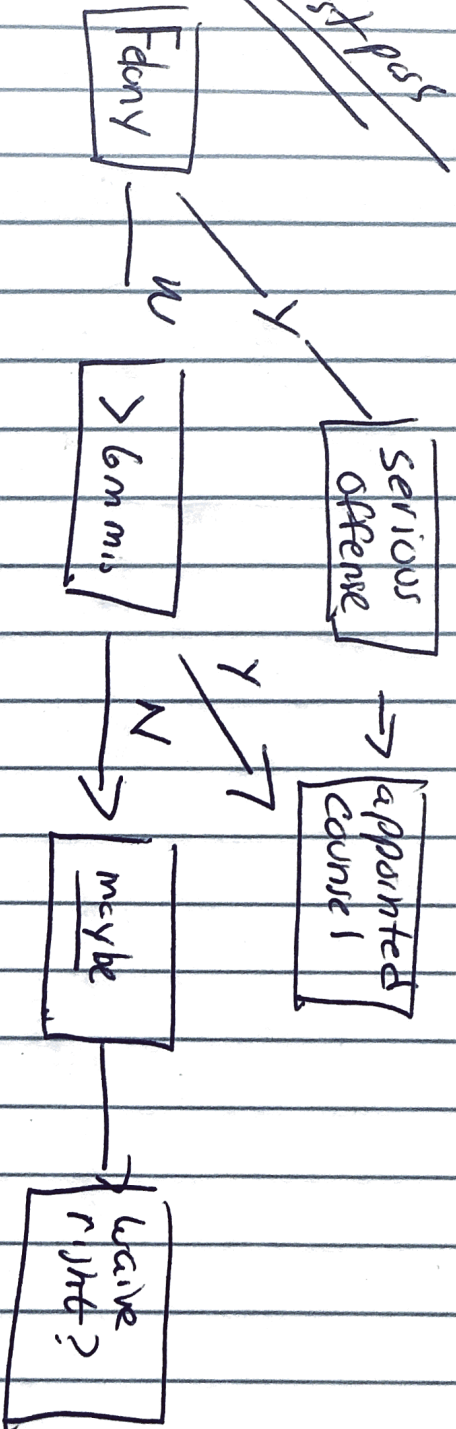 Serious
offense
→
appointed
counsel
Y
Y
Felony
N
> 6m mis.
N
maybe
waive
right?